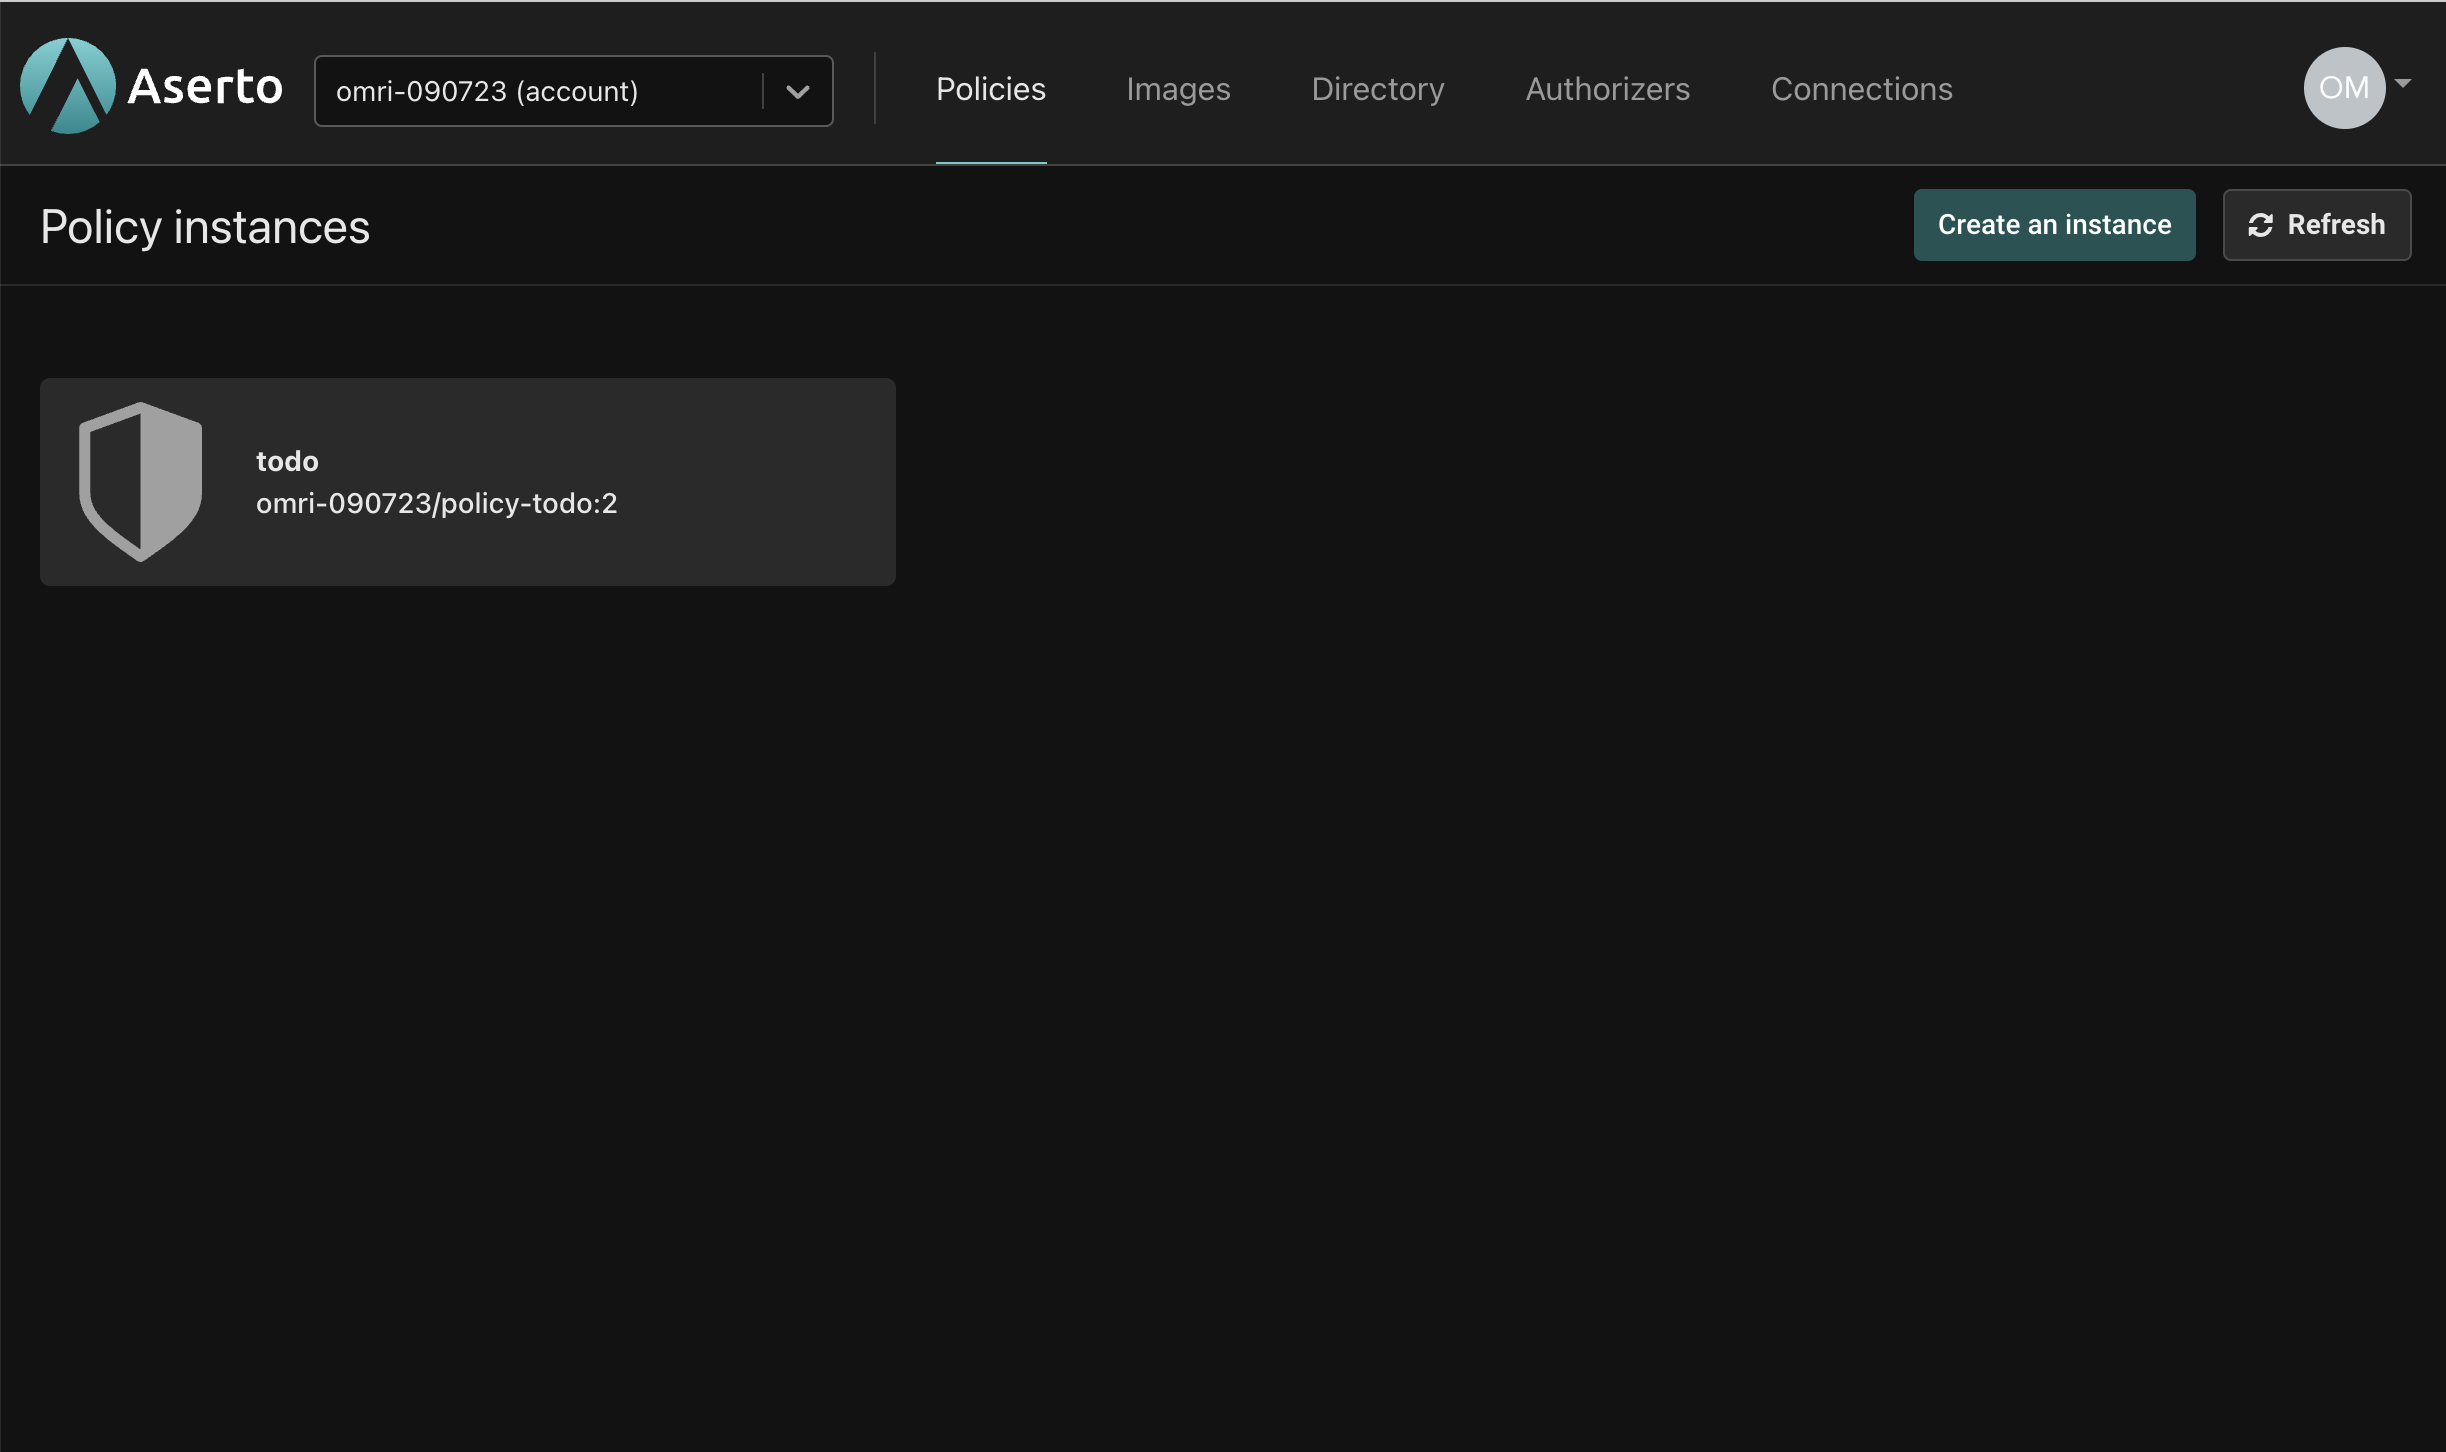 Aserto
omri-090723 (account)
Policies
Images
Directory
Authorizers
Connections
OM
Policy instances
Create an instance
Refresh
todo
omri-090723/policy-todo:2